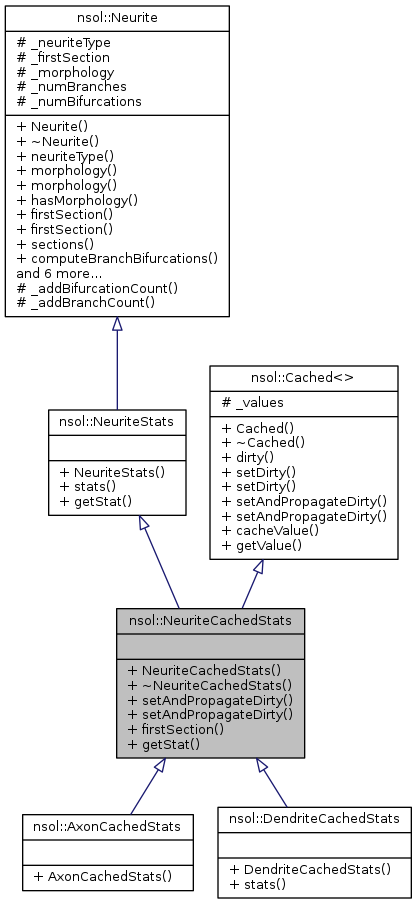 nsol::Neurite
# _neuriteType
# _firstSection
# _morphology
# _numBranches
# _numBifurcations
+ Neurite()
+ ~Neurite()
+ neuriteType()
+ morphology()
+ morphology()
+ hasMorphology()
+ firstSection()
+ firstSection()
+ sections()
+ computeBranchBifurcations()
and 6 more...
# _addBifurcationCount()
# _addBranchCount()
nsol::NeuriteStats
+ NeuriteStats()
+ stats()
+ getStat()
nsol::Cached<>
# _values
+ Cached()
+ ~Cached()
+ dirty()
+ setDirty()
+ setDirty()
+ setAndPropagateDirty()
+ setAndPropagateDirty()
+ cacheValue()
+ getValue()
nsol::NeuriteCachedStats
+ NeuriteCachedStats()
+ ~NeuriteCachedStats()
+ setAndPropagateDirty()
+ setAndPropagateDirty()
+ firstSection()
+ getStat()
nsol::AxonCachedStats
+ AxonCachedStats()
nsol::DendriteCachedStats
+ DendriteCachedStats()
+ stats()